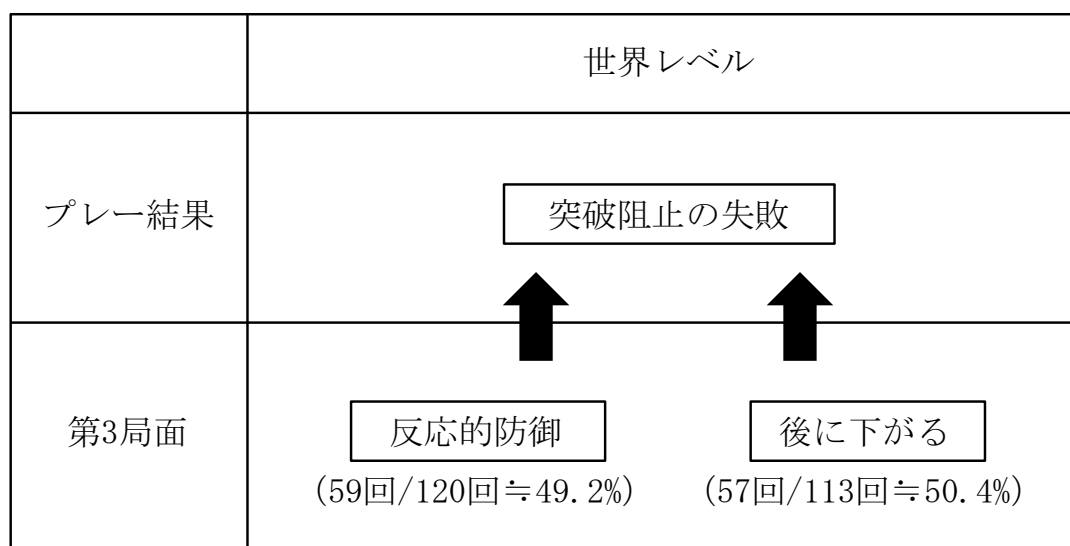 世界レベル
プレー結果
突破阻止の失敗
第3局面
反応的防御
後に下がる
(59回/120回≒49.2%)
(57回/113回≒50.4%)